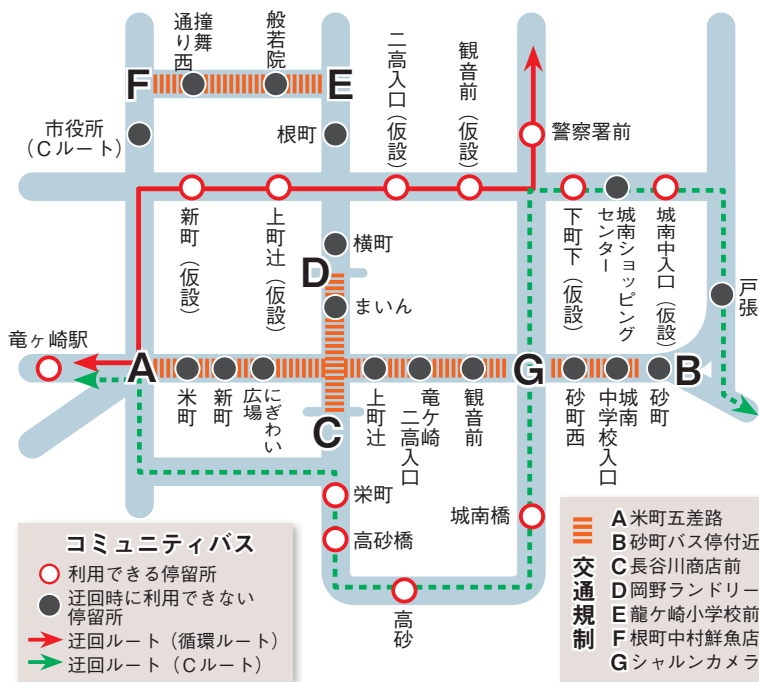 撞舞
通り西
般若院
F
E
二高入口（仮設）
観音前（仮設）
市役所
（Cルート）
根町
警察署前
新町（仮設）
上町辻（仮設）
横町
下町下（仮設）
城南ショッピング
センター
城南中入口（仮設）
D
まいん
戸張
竜ヶ崎駅
A
米町
新町
にぎわい
広場
上町辻
竜ケ崎
二高入口
観音前
G
砂町西
城南
中学校入口
砂町
B
C
栄町
高砂橋
城南橋
高砂
コミュニティバス
利用できる停留所
迂回時に利用できない
停留所
迂回ルート（循環ルート）
迂回ルート（Cルート）
交通規制
A米町五差路
B砂町バス停付近
C長谷川商店前
D岡野ランドリー
E龍ケ崎小学校前
F根町中村鮮魚店
Gシャルンカメラ